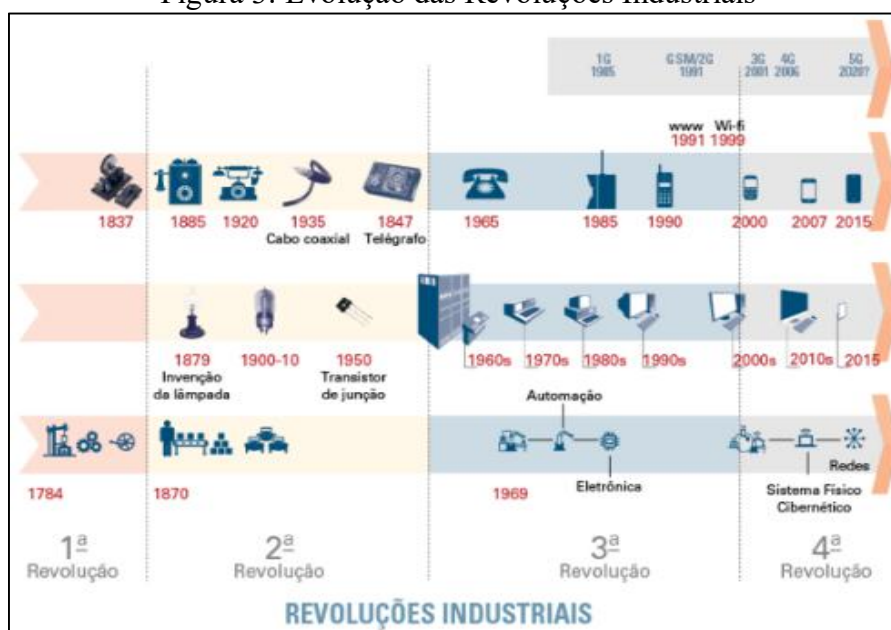 Figura 3: Evolução das Revoluções Industriais
1G GSM/2G 3G 4G 5G
1985 1991 2001 2006 2020?
www Wi-fi
1991 1999
1837 1885 1920 1935 1847 1965 1985 1990 2000 2007 2015
Cabo coaxial Telégrafo
1879 1900-10 1950 1960s 1970s 1980s 1990s 2000s 2010s 2015
Invenção Transistor
da lâmpada de junção
Automação
Redes
1784 1870 1969 Eletrônica Sistema Físico
Cibernético
1ª 2ª 3ª 4ª
Revolução Revolução Revolução Revolução
REVOLUÇÕES INDUSTRIAIS